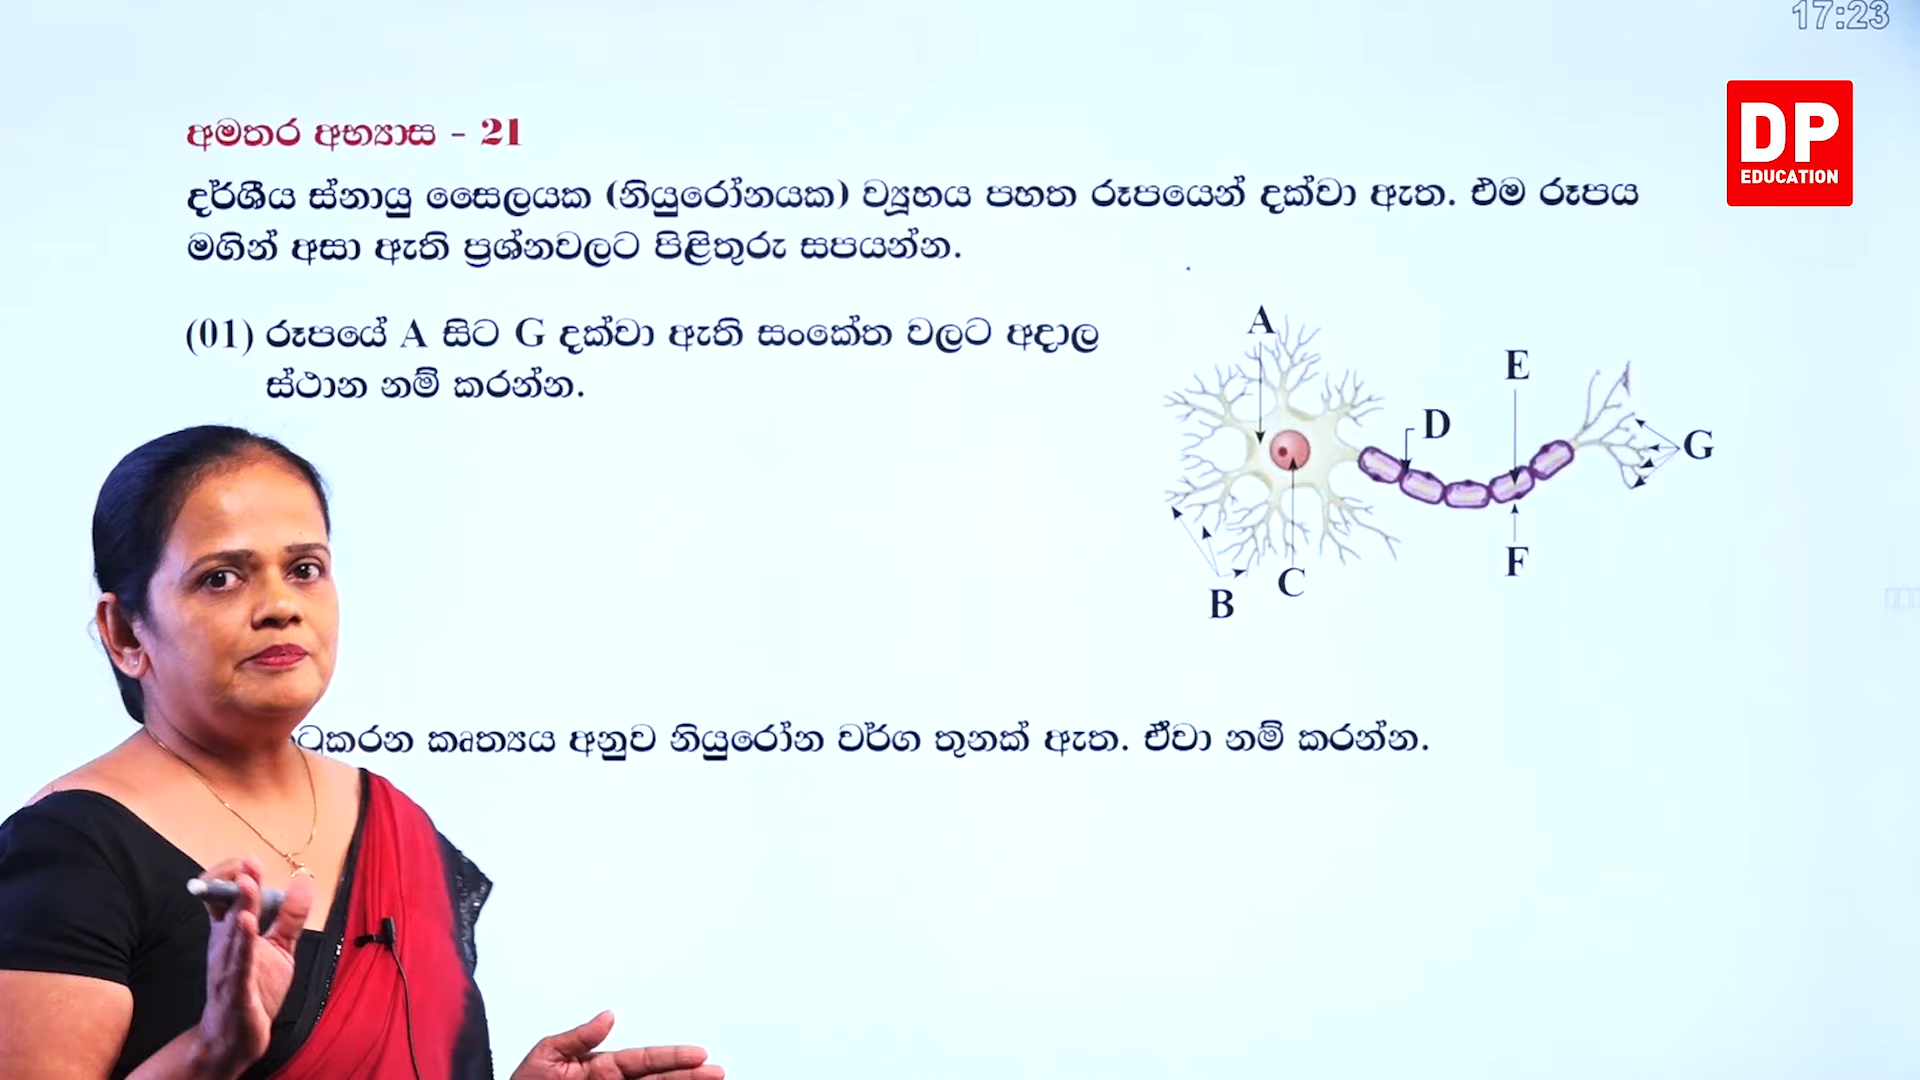 17:23
DP
EDUCATION
අමතර අභ්‍යාස - 21
දර්ශීය ස්නායු සෛලයක (නියුරෝනයක) ව්‍යූහය පහත රූපයෙන් දක්වා ඇත. එම රූපය
මගින් අසා ඇති ප්‍රශ්නවලට පිළිතුරු සපයන්න.
(01) රූපයේ A සිට G දක්වා ඇති සංකේත වලට අදාල
ස්ථාන නම් කරන්න.
A
E
D
G
F
C
B
කෘත්‍යය අනුව නියුරෝන වර්ග තුනක් ඇත. ඒවා නම් කරන්න.